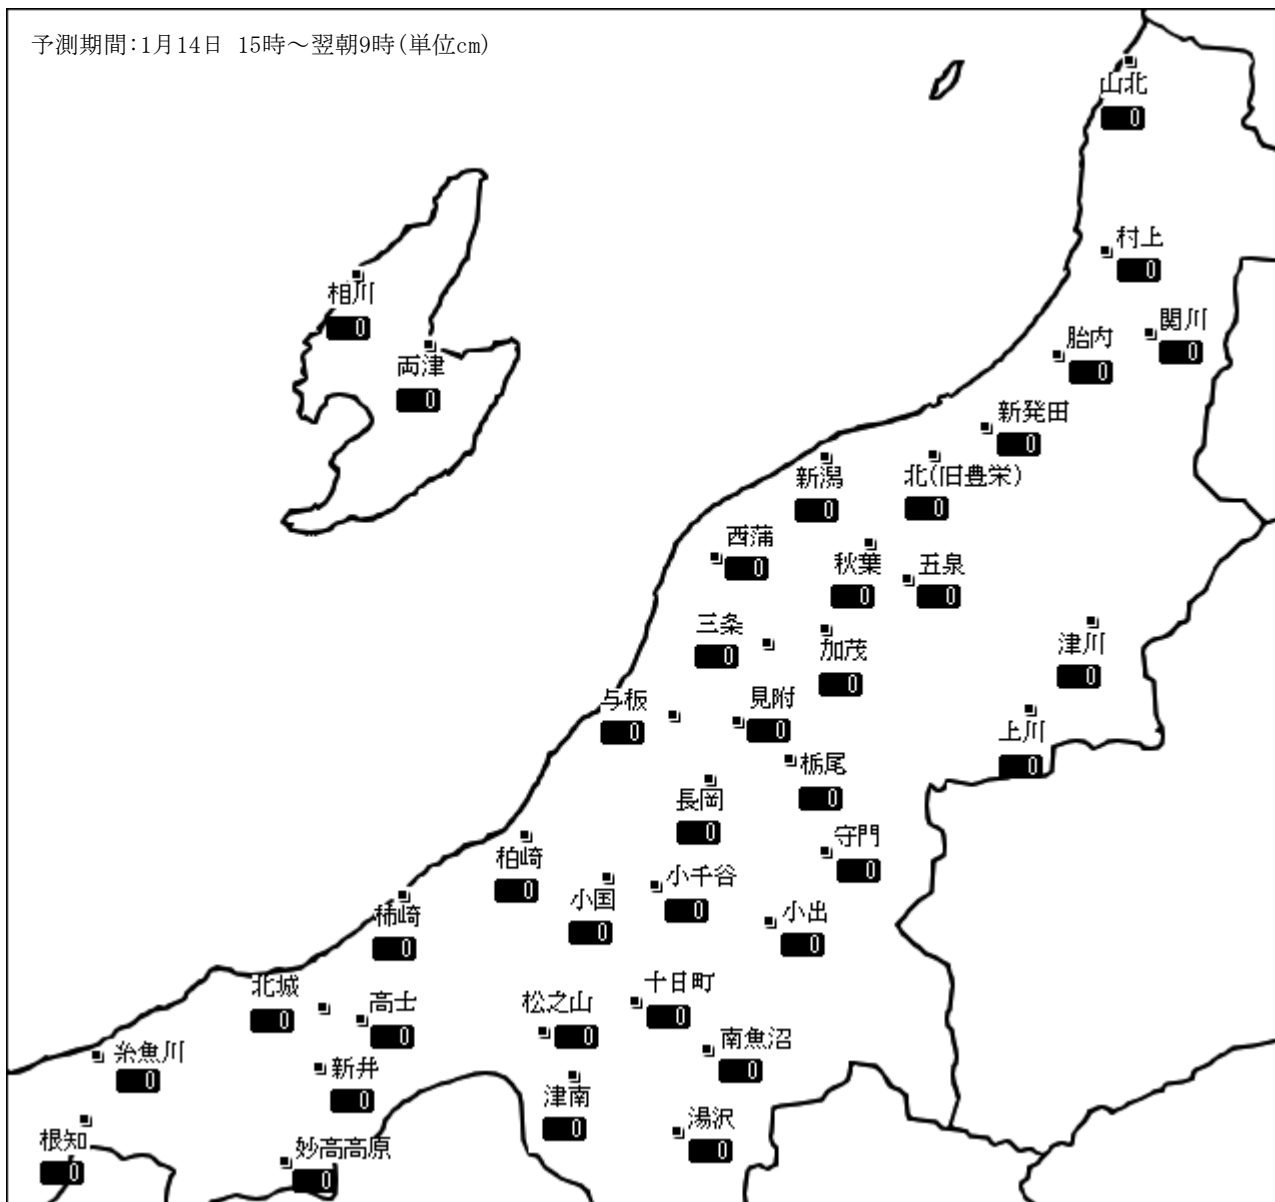 予測期間:1月14日 15時～翌朝9時(単位cm)
山北
0
村上
0
相川
0
関川
0
胎内
0
両津
0
新発田
0
新潟
0
北(旧豊栄)
0
西蒲
0
秋葉
0
五泉
0
三条
0
加茂
0
津川
0
与板
0
見附
0
上川
0
栃尾
0
長岡
0
守門
0
柏崎
0
小国
0
小千谷
0
小出
0
柿崎
0
北城
0
高士
0
松之山
0
十日町
0
南魚沼
0
糸魚川
0
新井
0
津南
0
湯沢
0
根知
0
妙高高原
0